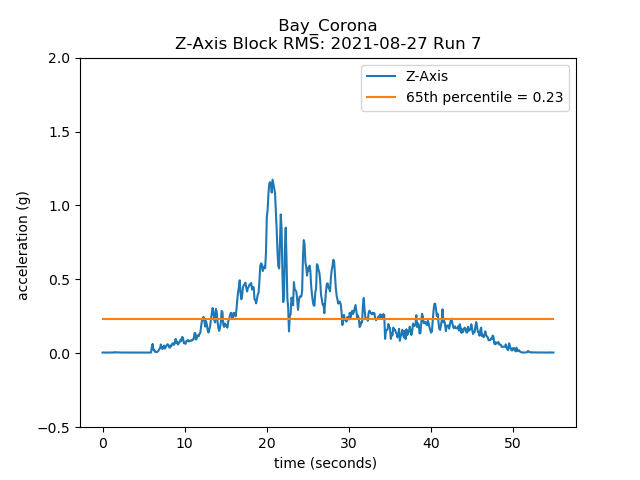 Bay_Corona
Z-Axis Block RMS: 2021-08-27 Run 7
Z-Axis
65th percentile = 0.23
2.0
1.5
1.0
0.5
0.0
−0.5
acceleration (g)
0 10 20 30 40 50
time (seconds)